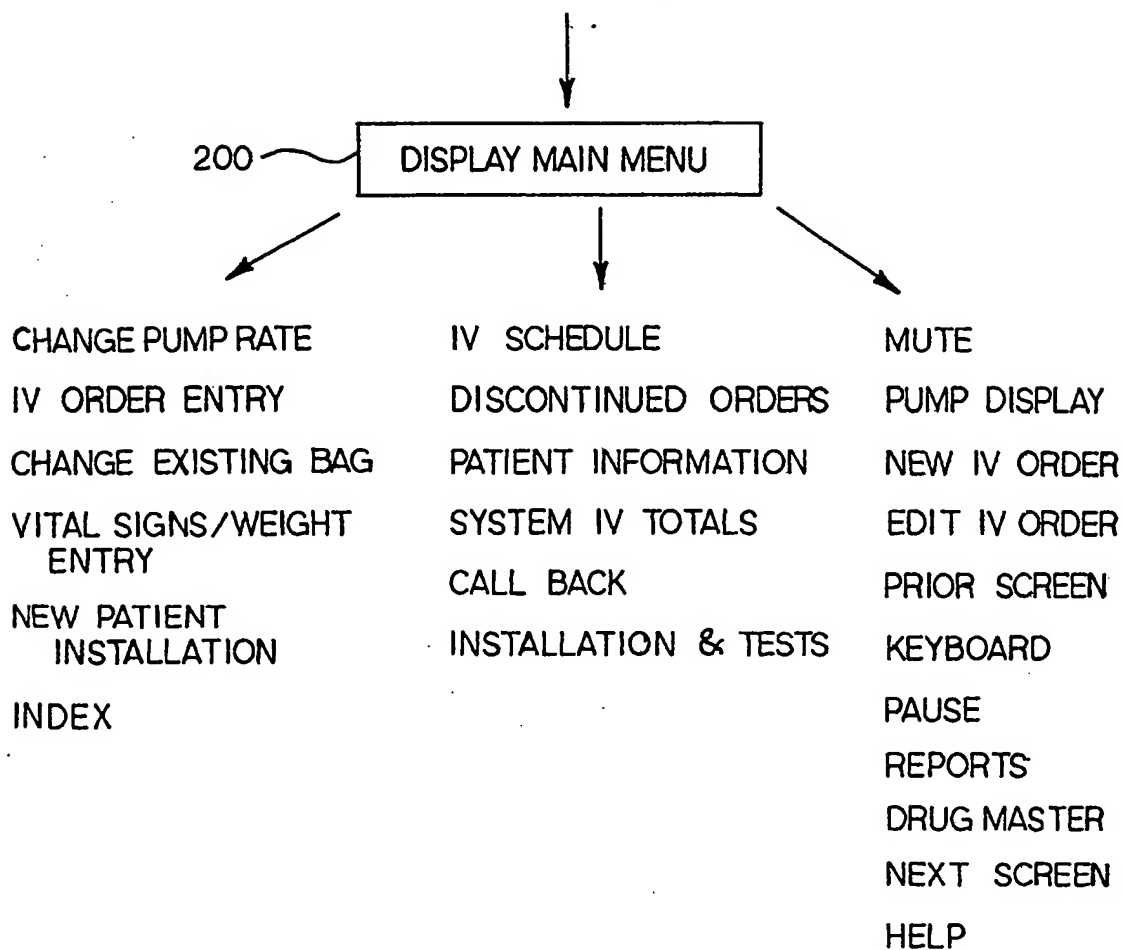 200
DISPLAY MAIN MENU
CHANGE PUMP RATE
IV ORDER ENTRY
CHANGE EXISTING BAG
VITAL SIGNS/WEIGHT
ENTRY
NEW PATIENT
INSTALLATION
INDEX
IV SCHEDULE
DISCONTINUED ORDERS
PATIENT INFORMATION
SYSTEM IV TOTALS
CALL BACK
INSTALLATION & TESTS
MUTE
PUMP DISPLAY
NEW IV ORDER
EDIT IV ORDER
PRIOR SCREEN
KEYBOARD
PAUSE
REPORTS
DRUG MASTER
NEXT SCREEN
HELP